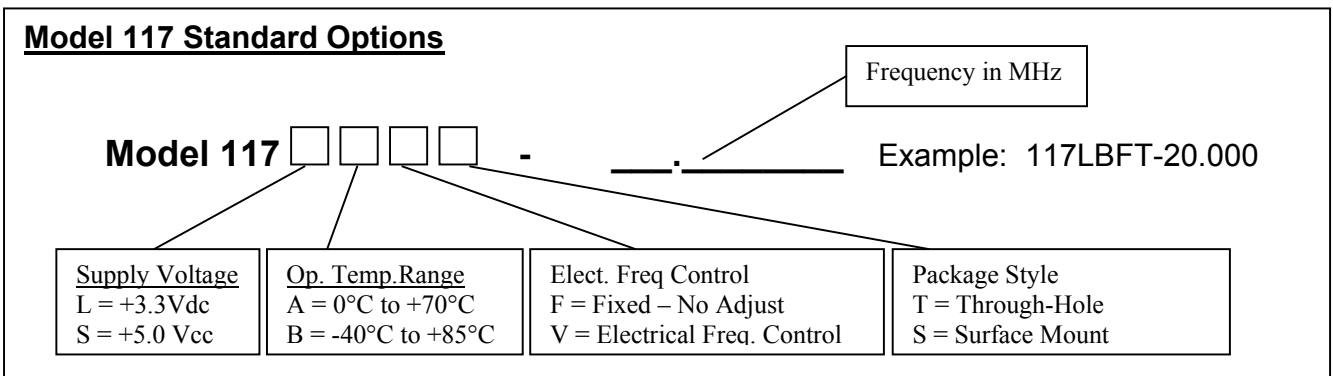 Model 117 Standard Options
Frequency in MHz
Model 117 □ □ □ □ - ___.________ Example: 117LBFT-20.000
Supply Voltage
L = +3.3Vdc
S = +5.0 Vcc
Op. Temp.Range
A = 0°C to +70°C
B = -40°C to +85°C
Elect. Freq Control
F = Fixed – No Adjust
V = Electrical Freq. Control
Package Style
T = Through-Hole
S = Surface Mount